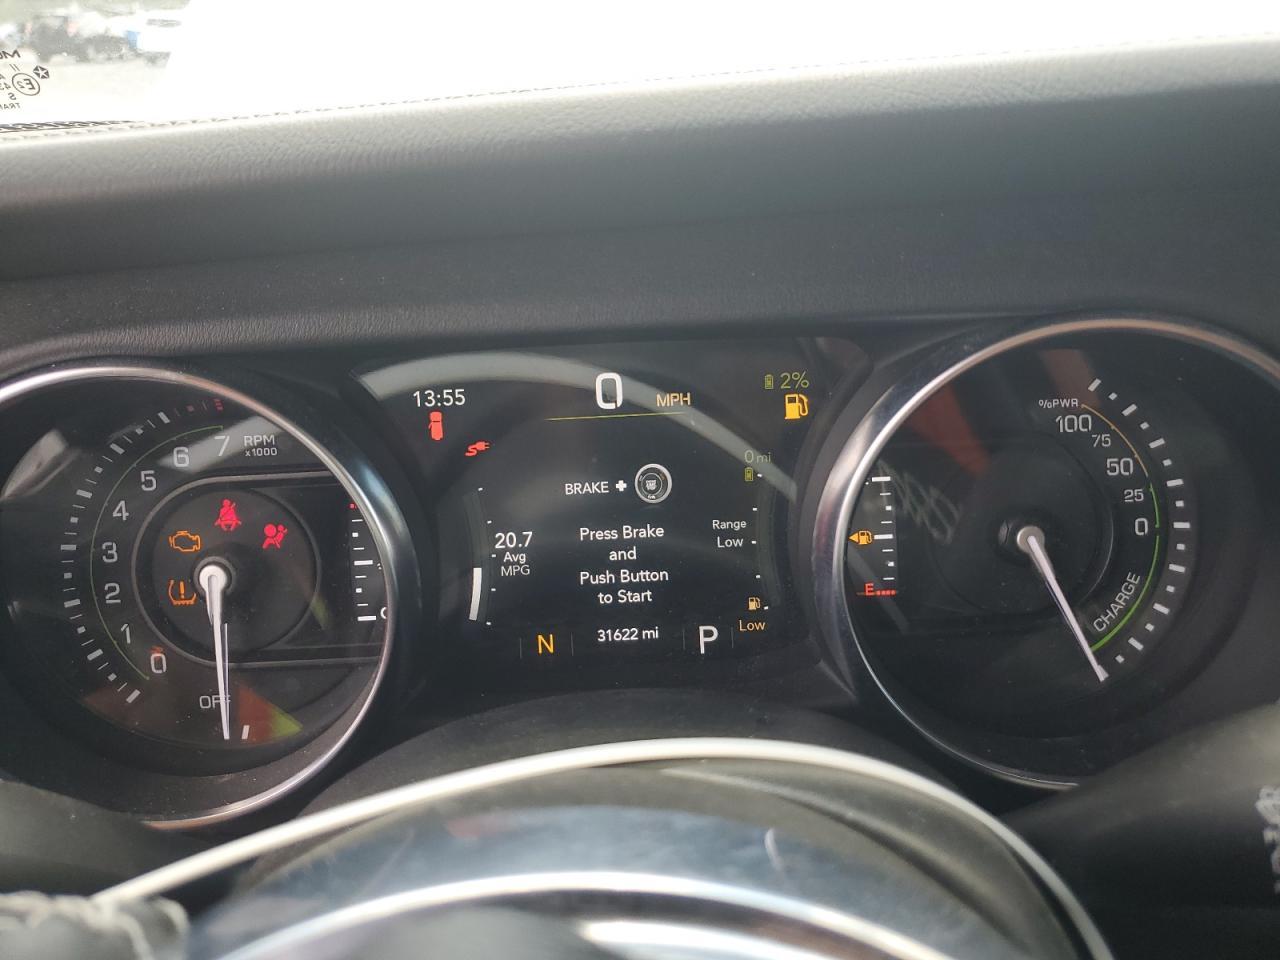 13:55
0 MPH
2%
0 mi
BRAKE +
Press Brake
and
Push Button
to Start
20.7
Avg
MPG
Range
Low
Low
N
31622 mi
P
RPM
x1000
7
6
5
4
3
2
1
0
OFF
%PWR
100
75
50
25
0
CHARGE
E